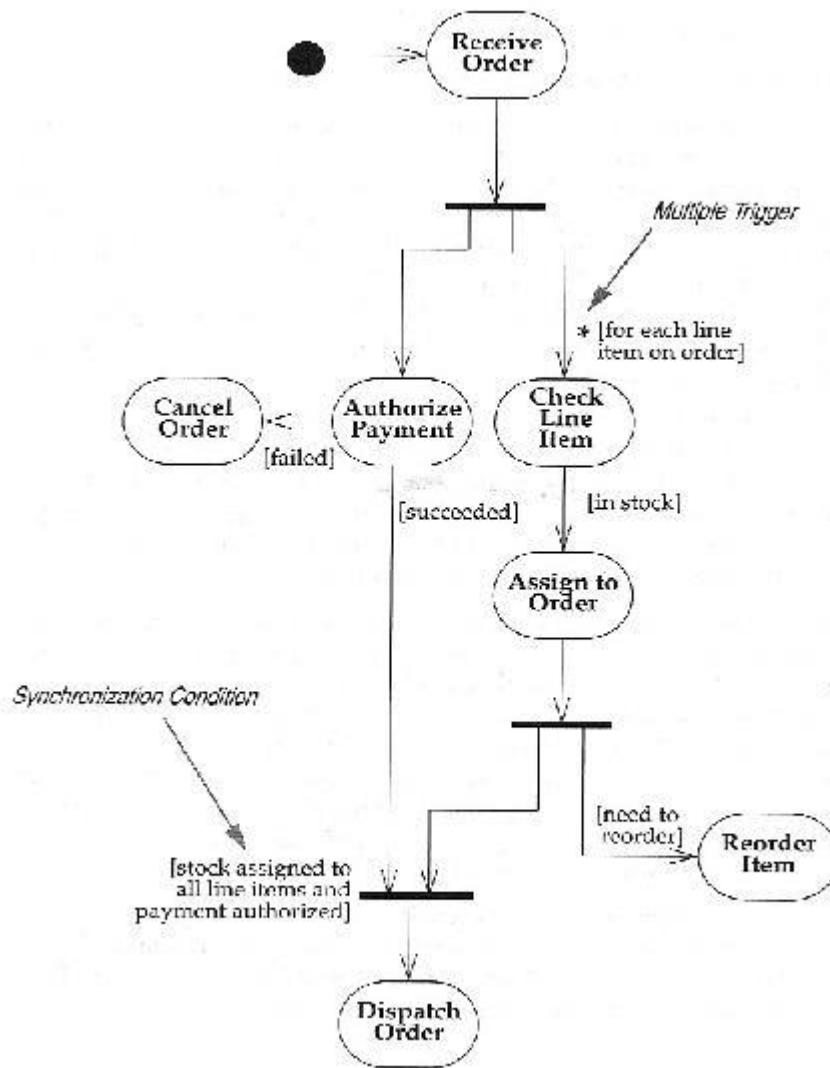 Receive
Order
Multiple Trigger
* [for each line
item on order]
Cancel
Order
Authorize
Payment
Check
Line
Item
[failed]
[succeeded]
[in stock]
Assign to
Order
Synchronization Condition
[need to
reorder]
Reorder
Item
[stock assigned to
all line items and
payment authorized]
Dispatch
Order